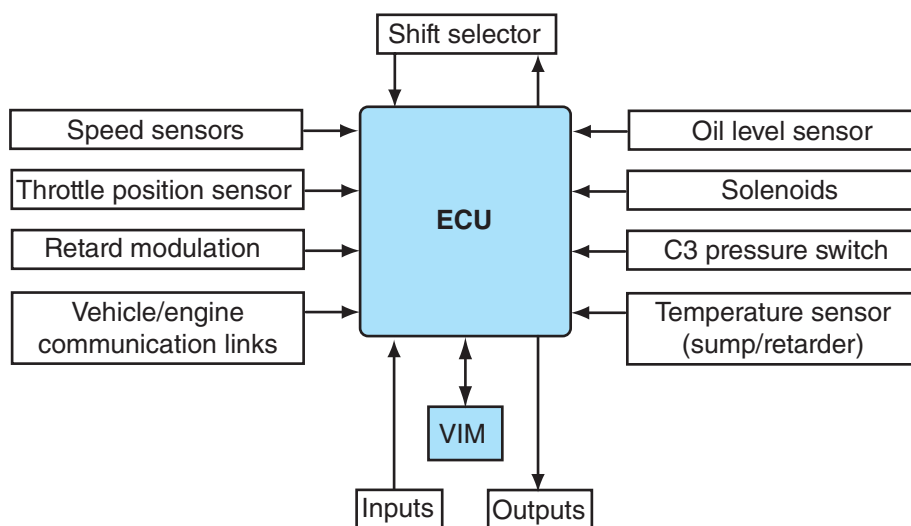 Shift selector
Speed sensors
Throttle position sensor
Retard modulation
Vehicle/engine
communication links
ECU
Oil level sensor
Solenoids
C3 pressure switch
Temperature sensor
(sump/retarder)
VIM
Inputs
Outputs